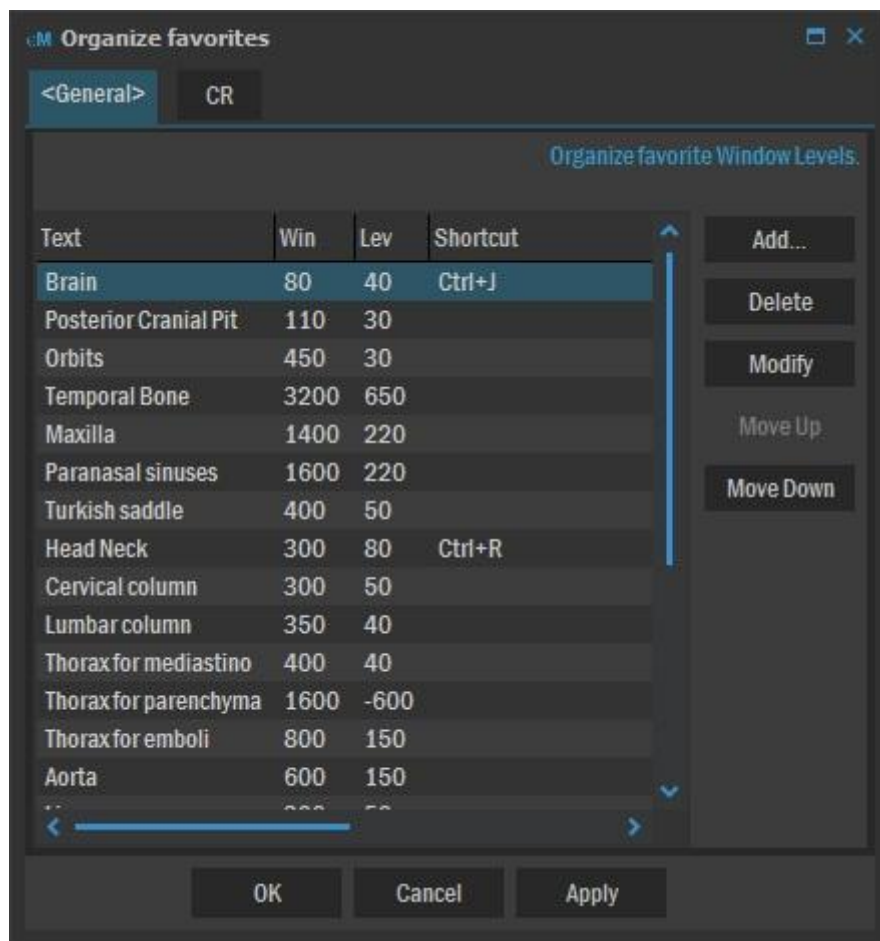 eM Organize favorites
<General> CR
Organize favorite Window Levels.
Text Win Lev Shortcut
Add...
Brain 80 40 Ctrl+J
Delete
Posterior Cranial Pit 110 30
Orbits 450 30
Modify
Temporal Bone 3200 650
Maxilla 1400 220
Move Up
Paranasal sinuses 1600 220
Move Down
Turkish saddle 400 50
Head Neck 300 80 Ctrl+R
Cervical column 300 50
Lumbar column 350 40
Thorax for mediastino 400 40
Thorax for parenchyma 1600 -600
Thorax for emboli 800 150
Aorta 600 150
OK Cancel Apply